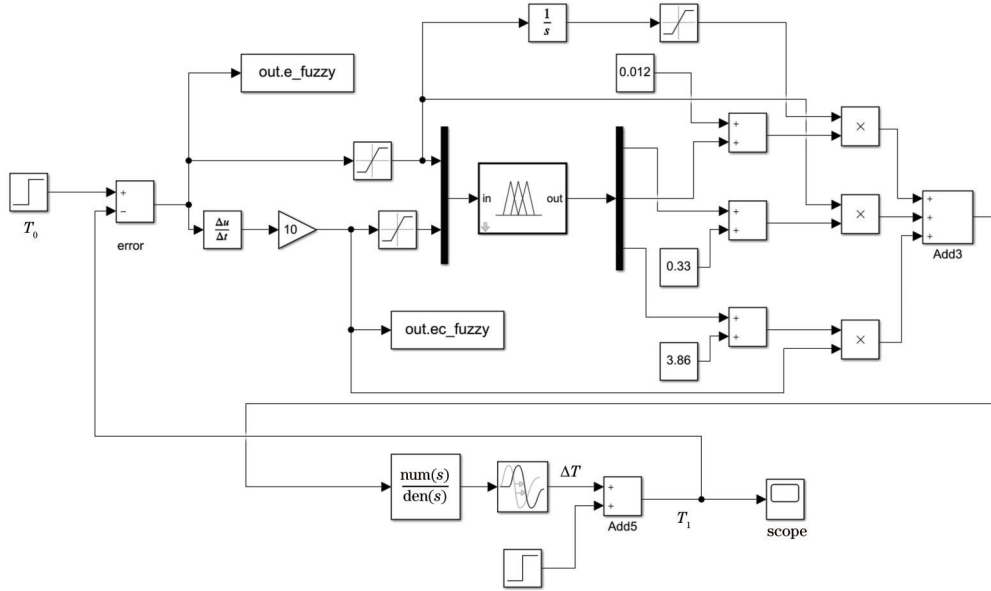 1
s
out.e_fuzzy
0.012
+
+
×
T0
+
−
error
Δu
Δt
10
in
out
+
+
0.33
×
+
+
+
Add3
out.ec_fuzzy
+
+
3.86
×
num(s)
den(s)
ΔT
+
+
Add5
T1
scope